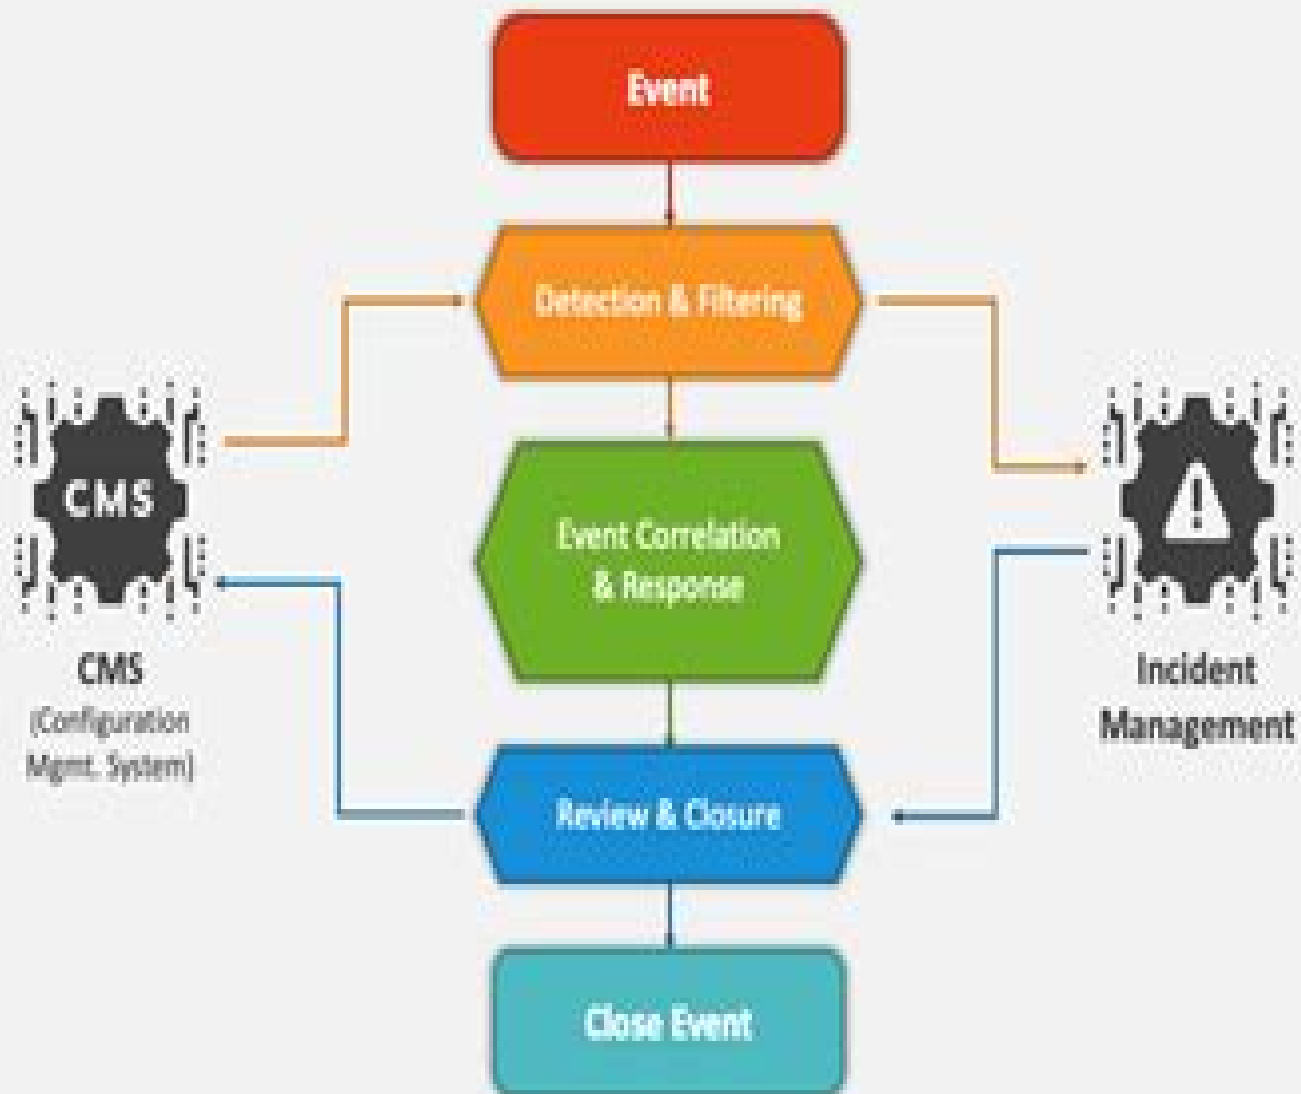 Event
Detection & Filtering
CMS
Event Correlation
& Response
CMS
(Configuration
Mgmt. System)
Incident
Management
Review & Closure
Close Event